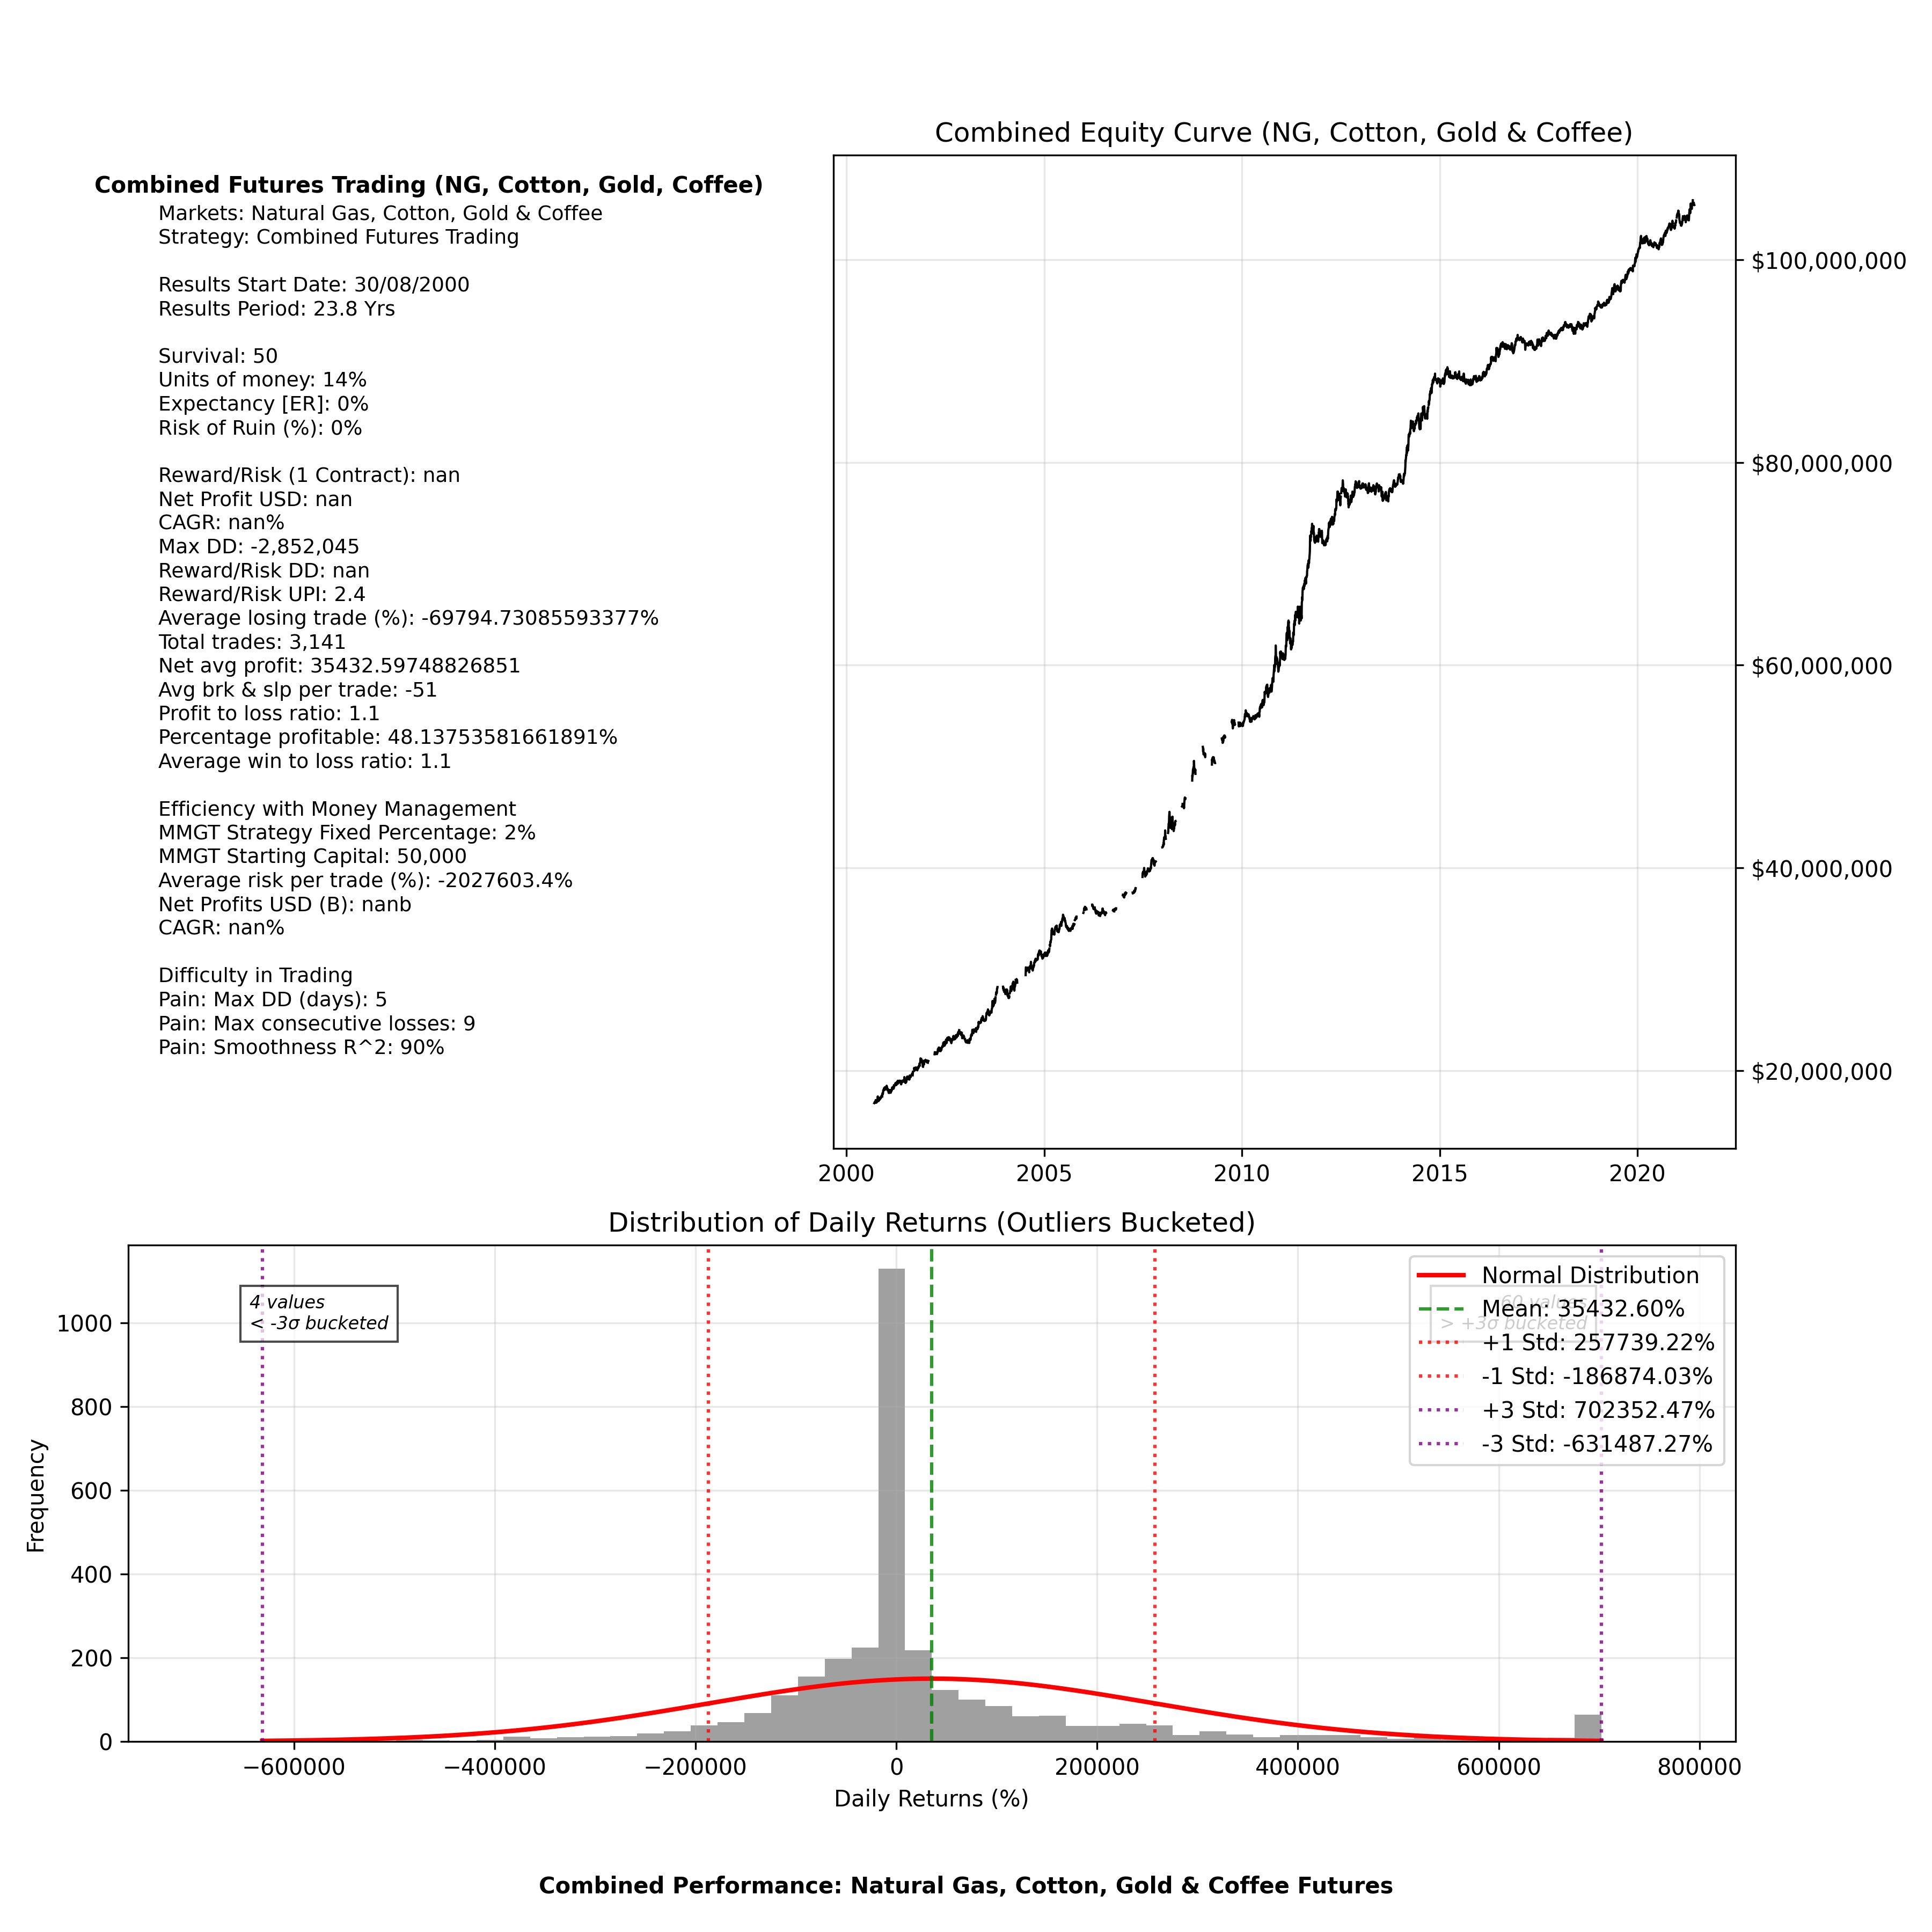 Combined Equity Curve (NG, Cotton, Gold & Coffee)
Combined Futures Trading (NG, Cotton, Gold, Coffee)
Markets: Natural Gas, Cotton, Gold & Coffee
Strategy: Combined Futures Trading
Results Start Date: 30/08/2000
Results Period: 23.8 Yrs
Survival: 50
Units of money: 14%
Expectancy [ER]: 0%
Risk of Ruin (%): 0%
Reward/Risk (1 Contract): nan
Net Profit USD: nan
CAGR: nan%
Max DD: -2,852,045
Reward/Risk DD: nan
Reward/Risk UPI: 2.4
Average losing trade (%): -69794.73085593377%
Total trades: 3,141
Net avg profit: 35432.59748826851
Avg brk & slp per trade: -51
Profit to loss ratio: 1.1
Percentage profitable: 48.13753581661891%
Average win to loss ratio: 1.1
Efficiency with Money Management
MMGT Strategy Fixed Percentage: 2%
MMGT Starting Capital: 50,000
Average risk per trade (%): -2027603.4%
Net Profits USD (B): nanb
CAGR: nan%
Difficulty in Trading
Pain: Max DD (days): 5
Pain: Max consecutive losses: 9
Pain: Smoothness R^2: 90%
$100,000,000
$80,000,000
$60,000,000
$40,000,000
$20,000,000
2000 2005 2010 2015 2020
Distribution of Daily Returns (Outliers Bucketed)
4 values
< -3σ bucketed
60 values
> +3σ bucketed
Normal Distribution
Mean: 35432.60%
+1 Std: 257739.22%
-1 Std: -186874.03%
+3 Std: 702352.47%
-3 Std: -631487.27%
Frequency
1000
800
600
400
200
0
−600000 −400000 −200000 0 200000 400000 600000 800000
Daily Returns (%)
Combined Performance: Natural Gas, Cotton, Gold & Coffee Futures